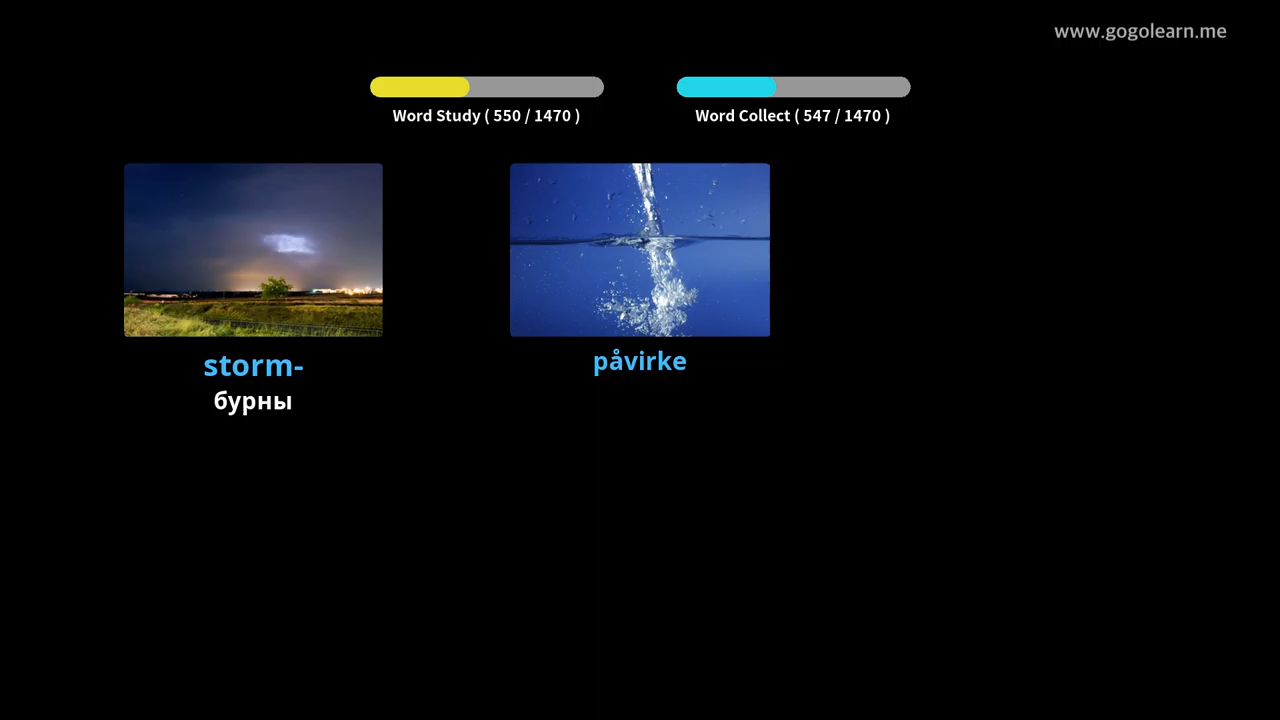 www.gogolearn.me
Word Study ( 550 / 1470 )
Word Collect ( 547 / 1470 )
storm-
бурны
påvirke